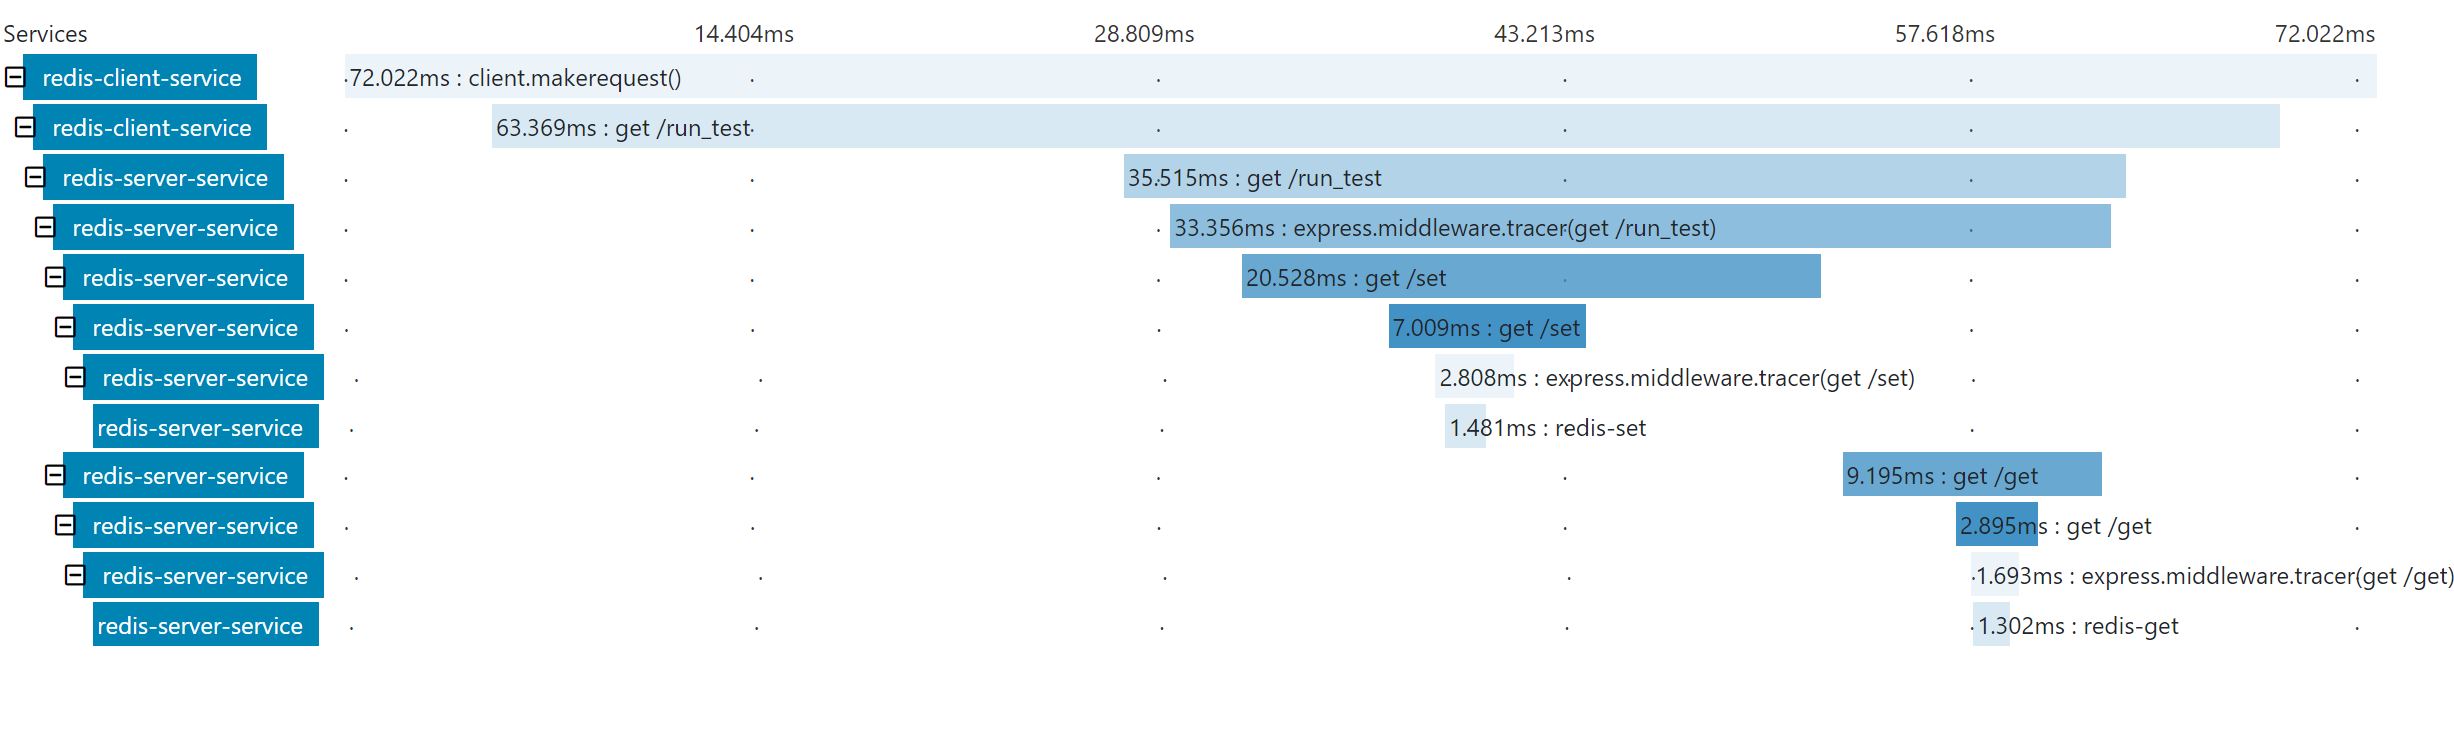 Services 14.404ms 28.809ms 43.213ms 57.618ms 72.022ms
redis-client-service 72.022ms : client.makerequest()
redis-client-service 63.369ms : get /run_test
redis-server-service 35.515ms : get /run_test
redis-server-service 33.356ms : express.middleware.tracer(get /run_test)
redis-server-service 20.528ms : get /set
redis-server-service 7.009ms : get /set
redis-server-service 2.808ms : express.middleware.tracer(get /set)
redis-server-service 1.481ms : redis-set
redis-server-service 9.195ms : get /get
redis-server-service 2.895ms : get /get
redis-server-service 1.693ms : express.middleware.tracer(get /get)
redis-server-service 1.302ms : redis-get